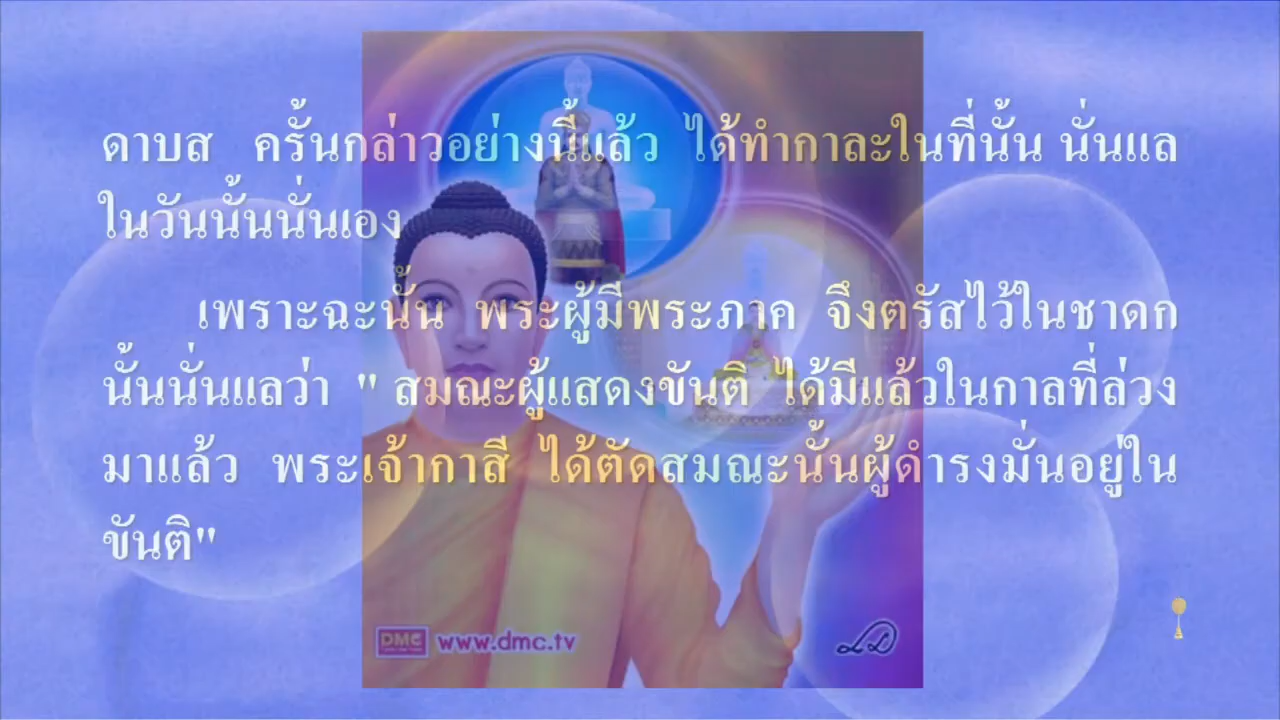 ดาบส ครั้นกล่าวอย่างนี้แล้ว ได้ทำกาละในที่นั้น นั่นแล
ในวันนั้นนั่นเอง
เพราะฉะนั้น พระผู้มีพระภาค จึงตรัสไว้ในชาดก
นั้นนั่นแลว่า " สมณะผู้แสดงขันติ ได้มีแล้วในกาลที่ล่วง
มาแล้ว พระเจ้ากาสี ได้ตัดสมณะนั้นผู้ดำรงมั่นอยู่ใน
ขันติ"
DMC www.dmc.tv